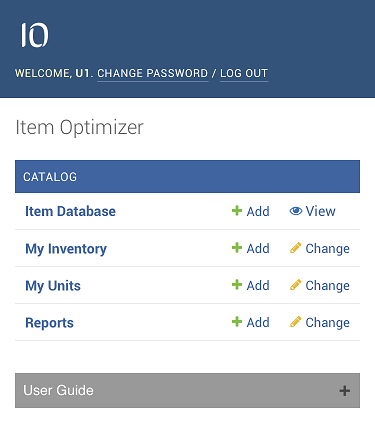 IO
WELCOME, U1. CHANGE PASSWORD / LOG OUT
Item Optimizer
CATALOG
Item Database Add View
My Inventory Add Change
My Units Add Change
Reports Add Change
User Guide +